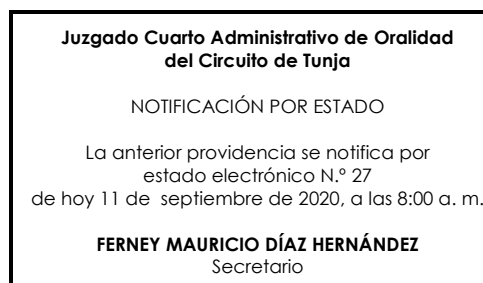 Juzgado Cuarto Administrativo de Oralidad
del Circuito de Tunja
NOTIFICACIÓN POR ESTADO
La anterior providencia se notifica por
estado electrónico N.° 27
de hoy 11 de septiembre de 2020, a las 8:00 a. m.
FERNEY MAURICIO DÍAZ HERNÁNDEZ
Secretario